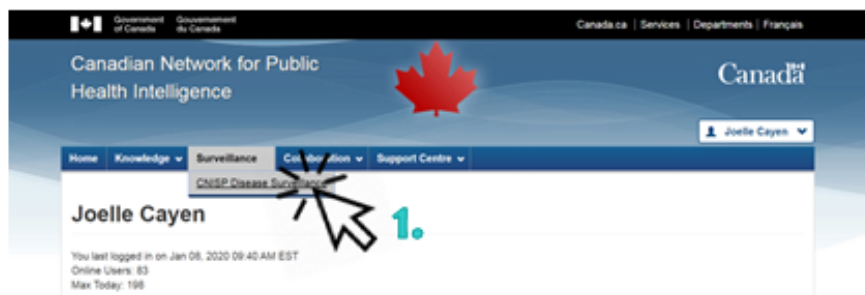 Government of Canada
Gouvernement du Canada
Canada.ca | Services | Departments | Français
Canadian Network for Public
Health Intelligence
Canada
Joelle Cayen
Home Knowledge Surveillance Collaboration Support Centre
CNISP Disease Surveillance
Joelle Cayen
1.
You last logged in on Jan 08, 2020 09:40 AM EST
Online Users: 83
Max Today: 198